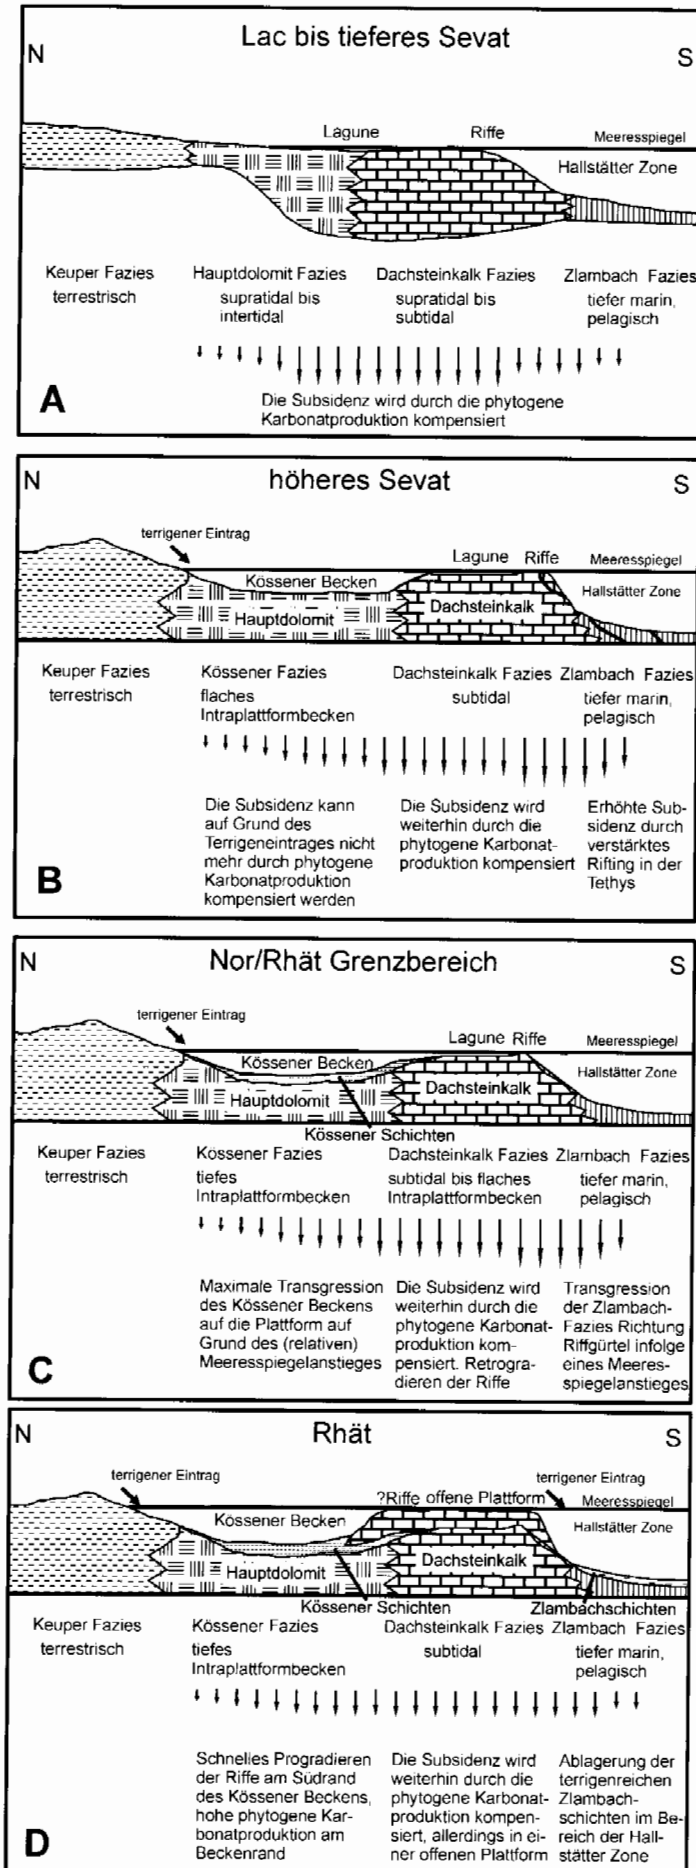 Lac bis tieferes Sevat
N
S
Lagune
Riffe
Meeresspiegel
Hallstätter Zone
Keuper Fazies
terrestrisch
Hauptdolomit Fazies
supratidal bis
intertidal
Dachsteinkalk Fazies
supratidal bis
subtidal
Zlambach Fazies
tiefer marin,
pelagisch
A
Die Subsidenz wird durch die phytogene
Karbonatproduktion kompensiert
N
höheres Sevat
S
terrigener Eintrag
Lagune
Riffe
Meeresspiegel
Kössener Becken
Hallstätter Zone
Hauptdolomit
Dachsteinkalk
Keuper Fazies
terrestrisch
Kössener Fazies
flaches
Intraplattformbecken
Dachsteinkalk Fazies
subtidal
Zlambach Fazies
tiefer marin,
pelagisch
Die Subsidenz kann
auf Grund des
Terrigeneintrages nicht
mehr durch phytogene
Karbonatproduktion
kompensiert werden
Die Subsidenz wird
weiterhin durch die
phytogene Karbonat-
produktion kompensiert
Erhöhte Sub-
sidenz durch
verstärktes
Rifting in der
Tethys
B
N
Nor/Rhät Grenzbereich
S
terrigener Eintrag
Lagune
Riffe
Meeresspiegel
Kössener Becken
Hallstätter Zone
Hauptdolomit
Dachsteinkalk
Kössener Schichten
Keuper Fazies
terrestrisch
Kössener Fazies
tiefes
Intraplattformbecken
Dachsteinkalk Fazies
subtidal bis flaches
Intraplattformbecken
Zlambach Fazies
tiefer marin,
pelagisch
Maximale Transgression
des Kössener Beckens
auf die Plattform auf
Grund des (relativen)
Meeresspiegelanstieges
Die Subsidenz wird
weiterhin durch die
phytogene Karbonat-
produktion kom-
pensiert. Retrogra-
dieren der Riffe
Transgression
der Zlambach-
Fazies Richtung
Riffgürtel infolge
eines Meeres-
spiegelanstieges
C
N
Rhät
S
terrigener Eintrag
terrigener Eintrag
?Riffe offene Plattform
Meeresspiegel
Kössener Becken
Hallstätter Zone
Hauptdolomit
Dachsteinkalk
Kössener Schichten
Zlambachschichten
Keuper Fazies
terrestrisch
Kössener Fazies
tiefes
Intraplattformbecken
Dachsteinkalk Fazies
subtidal
Zlambach Fazies
tiefer marin,
pelagisch
Schnelles Progradieren
der Riffe am Südrand
des Kössener Beckens,
hohe phytogene Kar-
bonatproduktion am
Beckenrand
Die Subsidenz wird
weiterhin durch die
phytogene Karbonat-
produktion kompen-
siert, allerdings in ei-
ner offenen Plattform
Ablagerung der
terrigenreichen
Zlambach-
schichten im Be-
reich der Hall-
stätter Zone
D